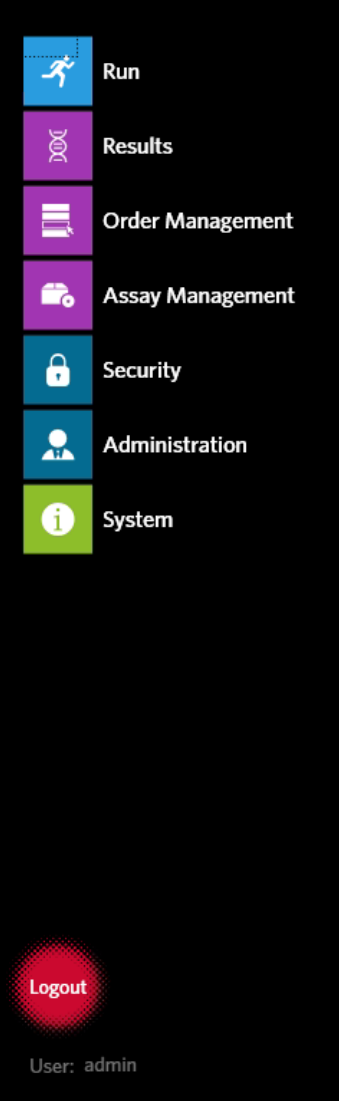 Run
Results
Order Management
Assay Management
Security
Administration
System
Logout
User: admin